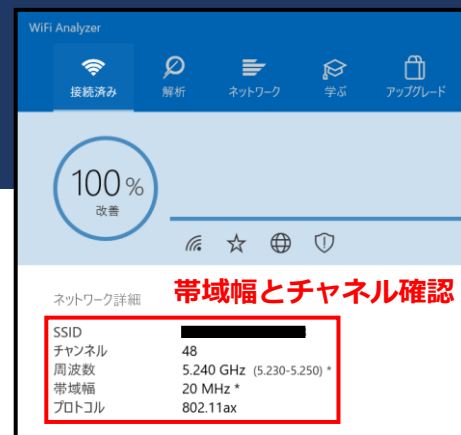 WiFi Analyzer
接続済み 解析 ネットワーク 学ぶ アップグレード
100%
改善
帯域幅とチャネル確認
ネットワーク詳細
SSID
チャンネル 48
周波数 5.240 GHz (5.230-5.250) *
帯域幅 20 MHz *
プロトコル 802.11ax